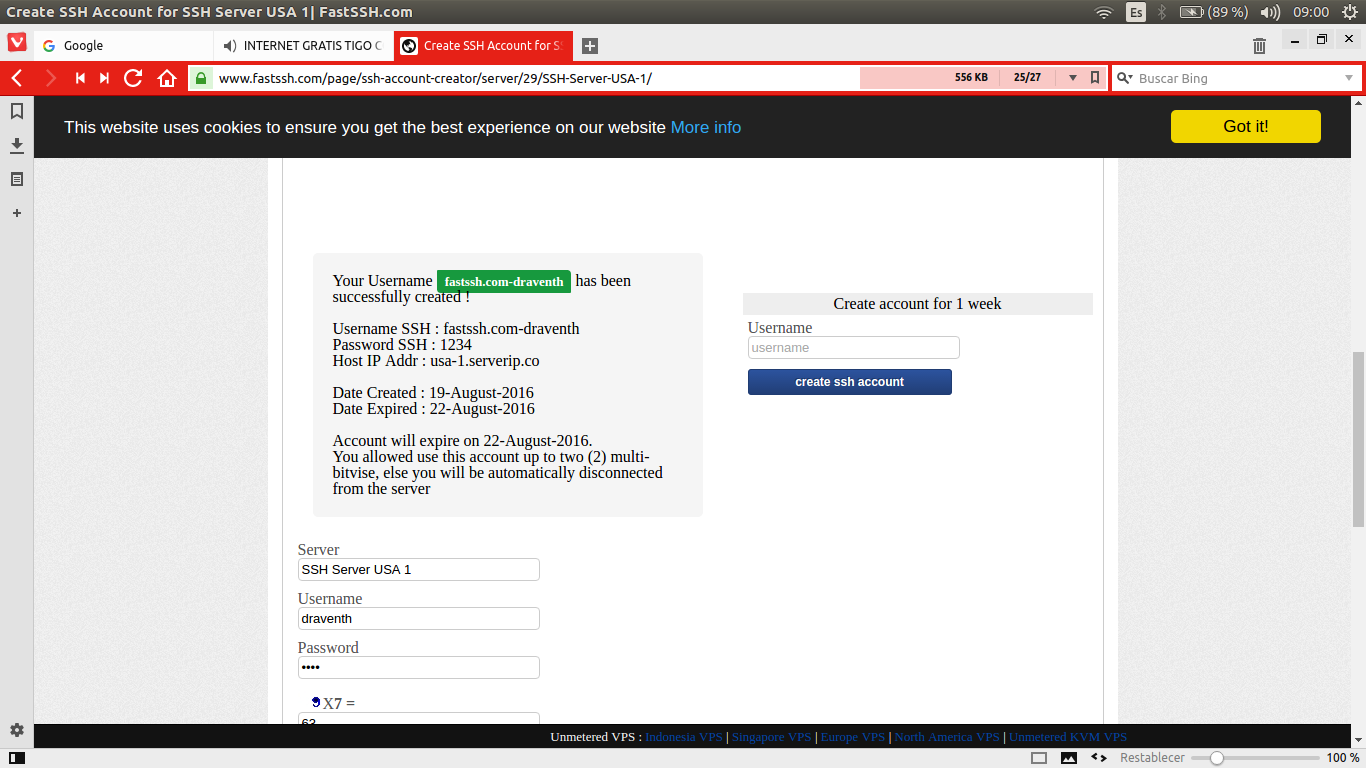 Create SSH Account for SSH Server USA 1| FastSSH.com
Es
(89 %)
09:00
Google
INTERNET GRATIS TIGO C
Create SSH Account for S
www.fastssh.com/page/ssh-account-creator/server/29/SSH-Server-USA-1/
556 KB
25/27
Buscar Bing
This website uses cookies to ensure you get the best experience on our website More info
Got it!
Your Username fastssh.com-draventh has been
successfully created !
Username SSH : fastssh.com-draventh
Password SSH : 1234
Host IP Addr : usa-1.serverip.co
Date Created : 19-August-2016
Date Expired : 22-August-2016
Account will expire on 22-August-2016.
You allowed use this account up to two (2) multi-
bitvise, else you will be automatically disconnected
from the server
Create account for 1 week
Username
username
create ssh account
Server
SSH Server USA 1
Username
draventh
Password
••••
9 X7 =
63
Unmetered VPS : Indonesia VPS | Singapore VPS | Europe VPS | North America VPS | Unmetered KVM VPS
Restablecer
100 %